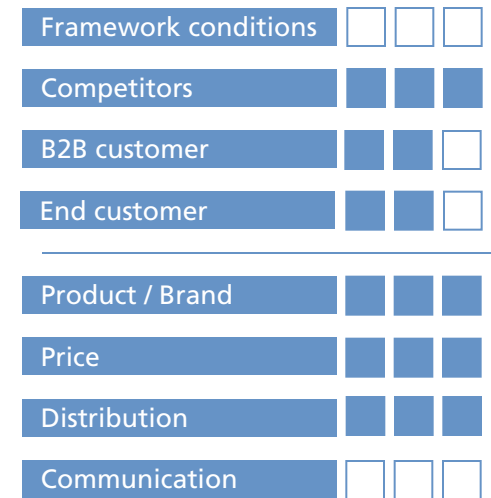 Framework conditions
Competitors
B2B customer
End customer
Product / Brand
Price
Distribution
Communication